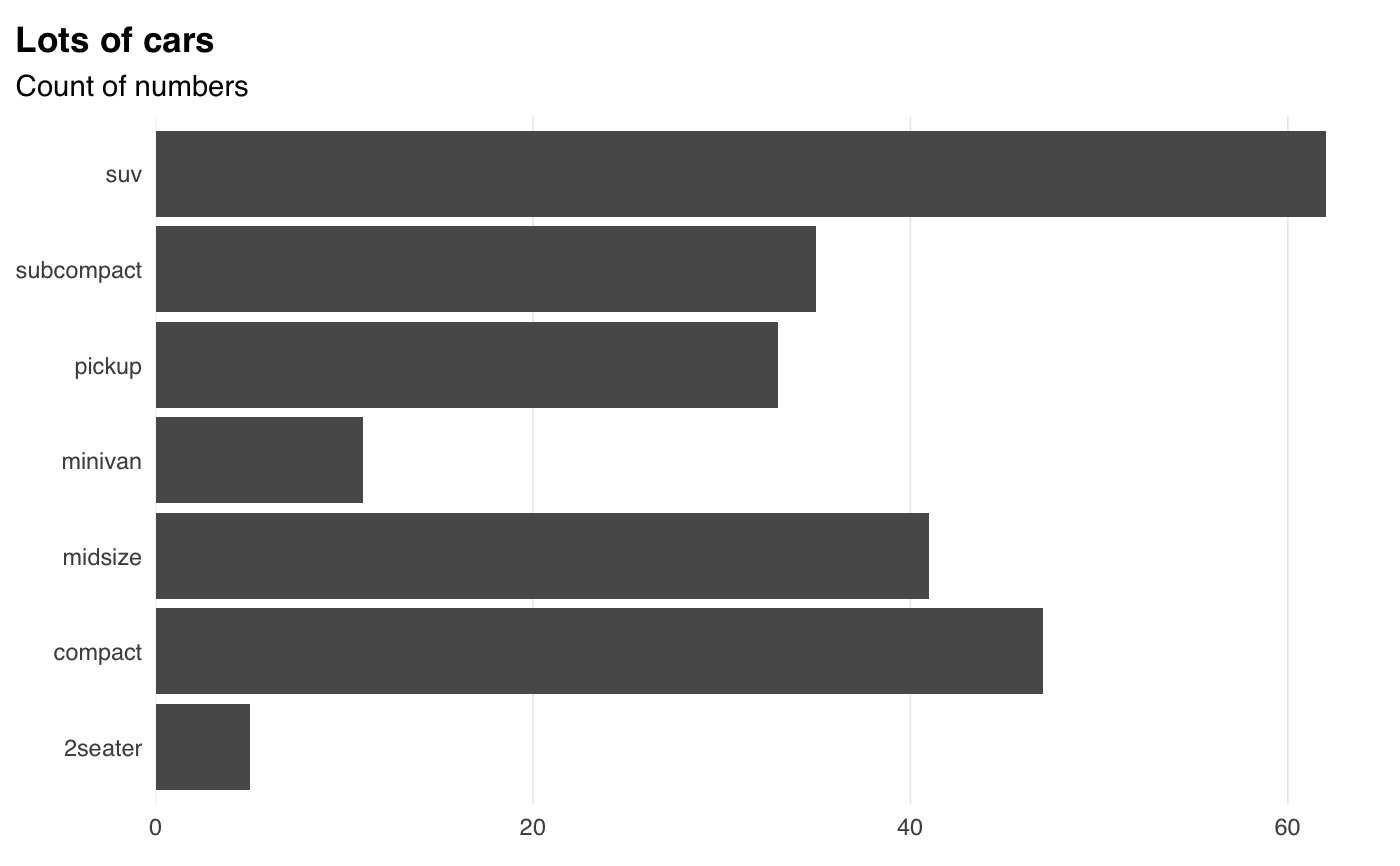 Lots of cars
Count of numbers
suv
subcompact
pickup
minivan
midsize
compact
2seater
0 20 40 60